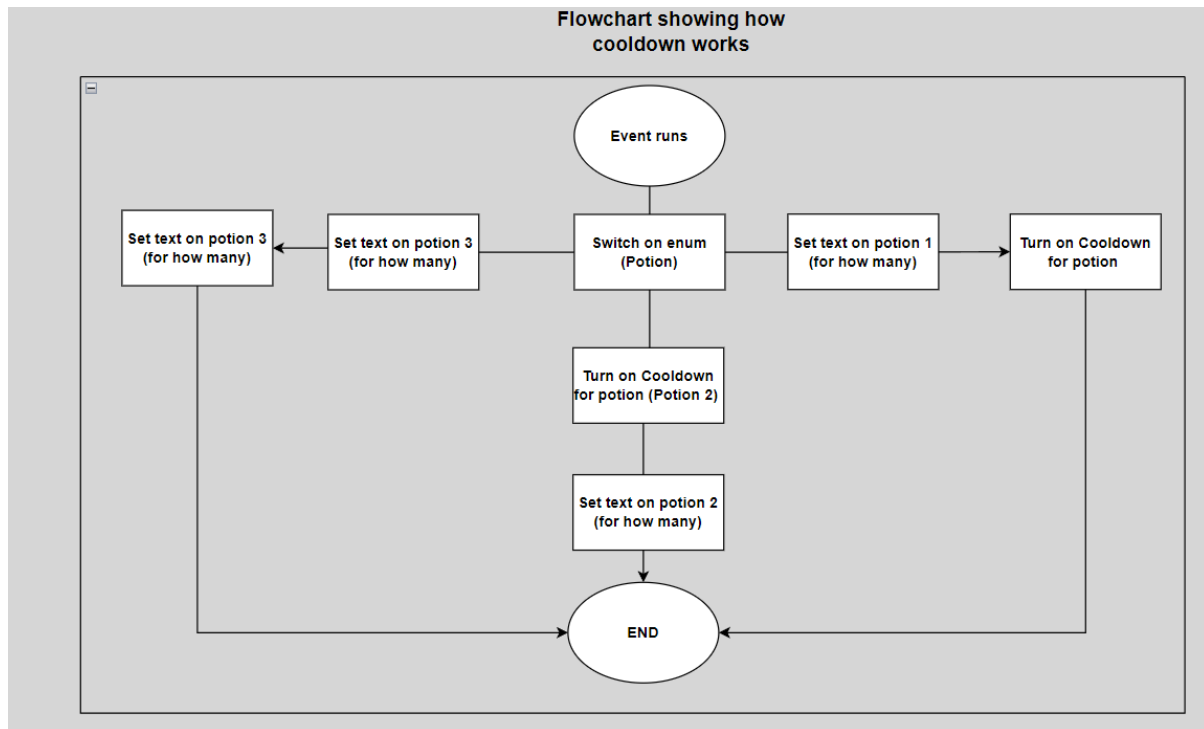 Flowchart showing how
cooldown works
Event runs
Set text on potion 3
(for how many)
Set text on potion 3
(for how many)
Switch on enum
(Potion)
Set text on potion 1
(for how many)
Turn on Cooldown
for potion
Turn on Cooldown
for potion (Potion 2)
Set text on potion 2
(for how many)
END